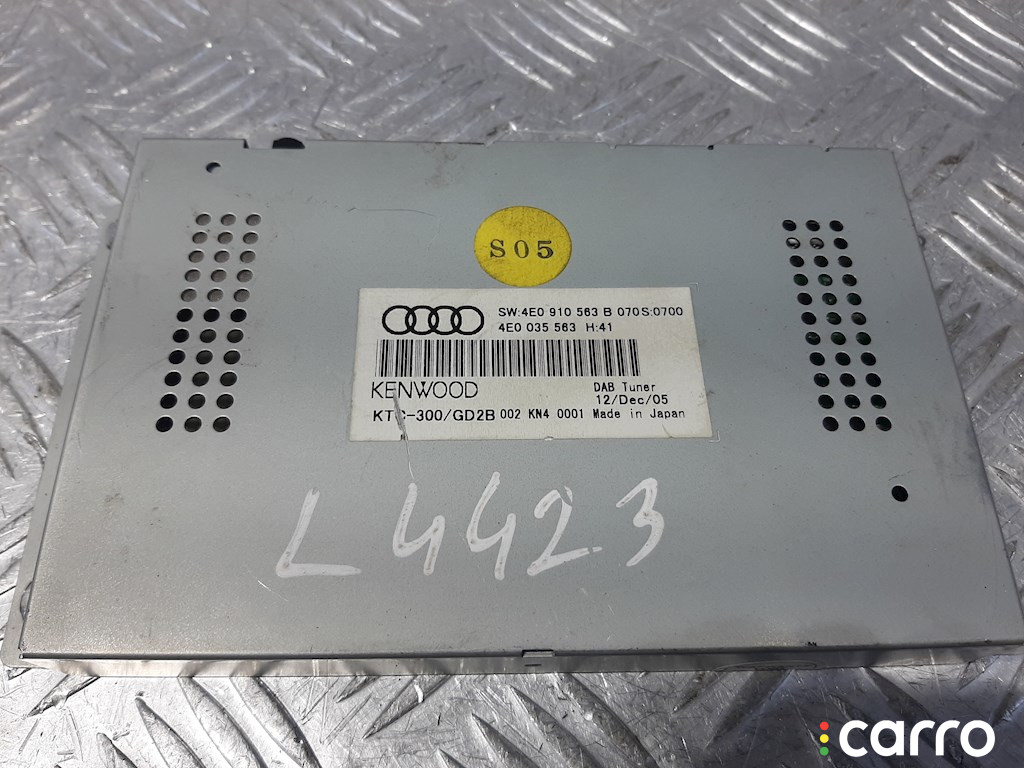 S05
SW:4E0 910 563 B 070S:0700
4E0 035 563 H:41
KENWOOD
DAB Tuner
12/Dec/05
KTC-300/GD2B 002 KN4 0001 Made in Japan
L4423
carro